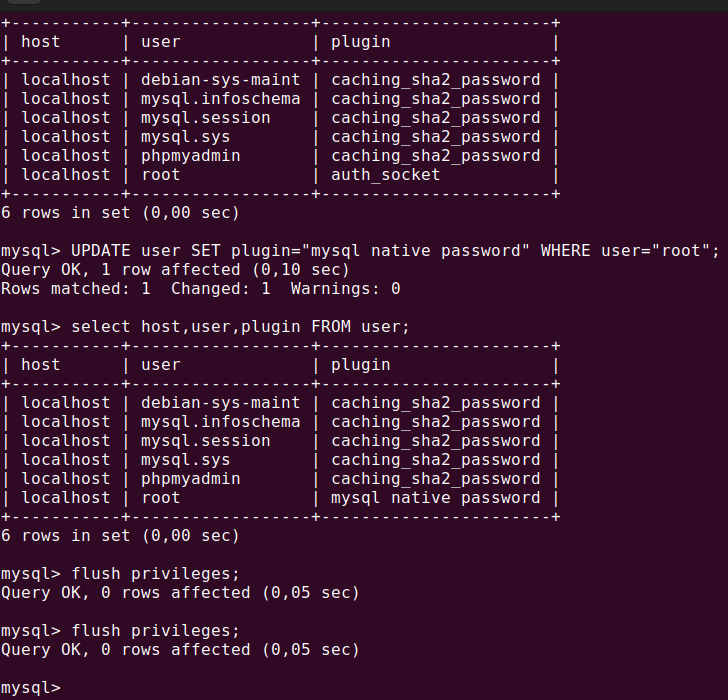 +-----------+------------------+-----------------------+
| host      | user             | plugin                |
+-----------+------------------+-----------------------+
| localhost | debian-sys-maint | caching_sha2_password |
| localhost | mysql.infoschema | caching_sha2_password |
| localhost | mysql.session    | caching_sha2_password |
| localhost | mysql.sys        | caching_sha2_password |
| localhost | phpmyadmin       | caching_sha2_password |
| localhost | root             | auth_socket           |
+-----------+------------------+-----------------------+
6 rows in set (0,00 sec)

mysql> UPDATE user SET plugin="mysql native password" WHERE user="root";
Query OK, 1 row affected (0,10 sec)
Rows matched: 1  Changed: 1  Warnings: 0

mysql> select host,user,plugin FROM user;
+-----------+------------------+-----------------------+
| host      | user             | plugin                |
+-----------+------------------+-----------------------+
| localhost | debian-sys-maint | caching_sha2_password |
| localhost | mysql.infoschema | caching_sha2_password |
| localhost | mysql.session    | caching_sha2_password |
| localhost | mysql.sys        | caching_sha2_password |
| localhost | phpmyadmin       | caching_sha2_password |
| localhost | root             | mysql native password |
+-----------+------------------+-----------------------+
6 rows in set (0,00 sec)

mysql> flush privileges;
Query OK, 0 rows affected (0,05 sec)

mysql> flush privileges;
Query OK, 0 rows affected (0,05 sec)

mysql>